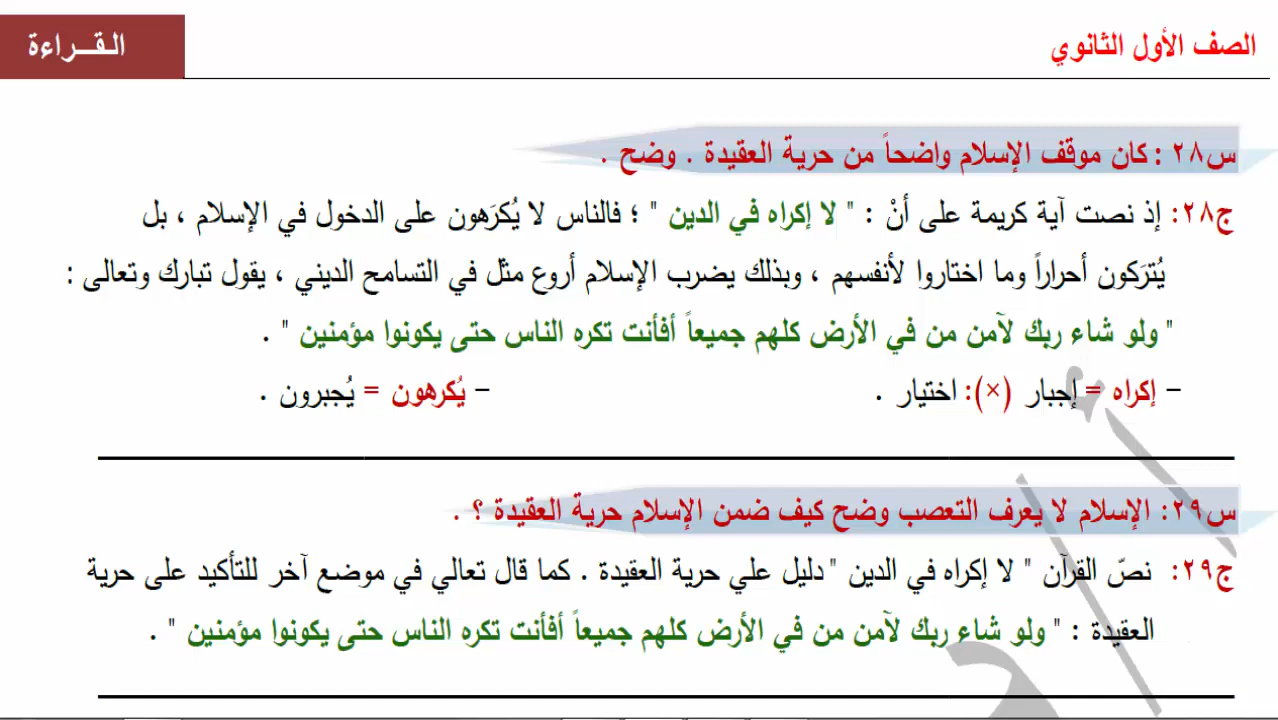 الصف الأول الثانوي
القــراءة
س٢٨ : كان موقف الإسلام واضحاً من حرية العقيدة . وضح .
ج٢٨: إذ نصت آية كريمة على أنْ : " لا إكراه في الدين " ؛ فالناس لا يُكرَهون على الدخول في الإسلام ، بل
يُترَكون أحراراً وما اختاروا لأنفسهم ، وبذلك يضرب الإسلام أروع مثل في التسامح الديني ، يقول تبارك وتعالى :
" ولو شاء ربك لآمن من في الأرض كلهم جميعاً أفأنت تكره الناس حتى يكونوا مؤمنين " .
– إكراه = إجبار (×): اختيار . – يُكرهون = يُجبرون .
س٢٩: الإسلام لا يعرف التعصب وضح كيف ضمن الإسلام حرية العقيدة ؟ .
ج٢٩: نصّ القرآن " لا إكراه في الدين " دليل علي حرية العقيدة . كما قال تعالي في موضع آخر للتأكيد على حرية
العقيدة : " ولو شاء ربك لآمن من في الأرض كلهم جميعاً أفأنت تكره الناس حتى يكونوا مؤمنين " .